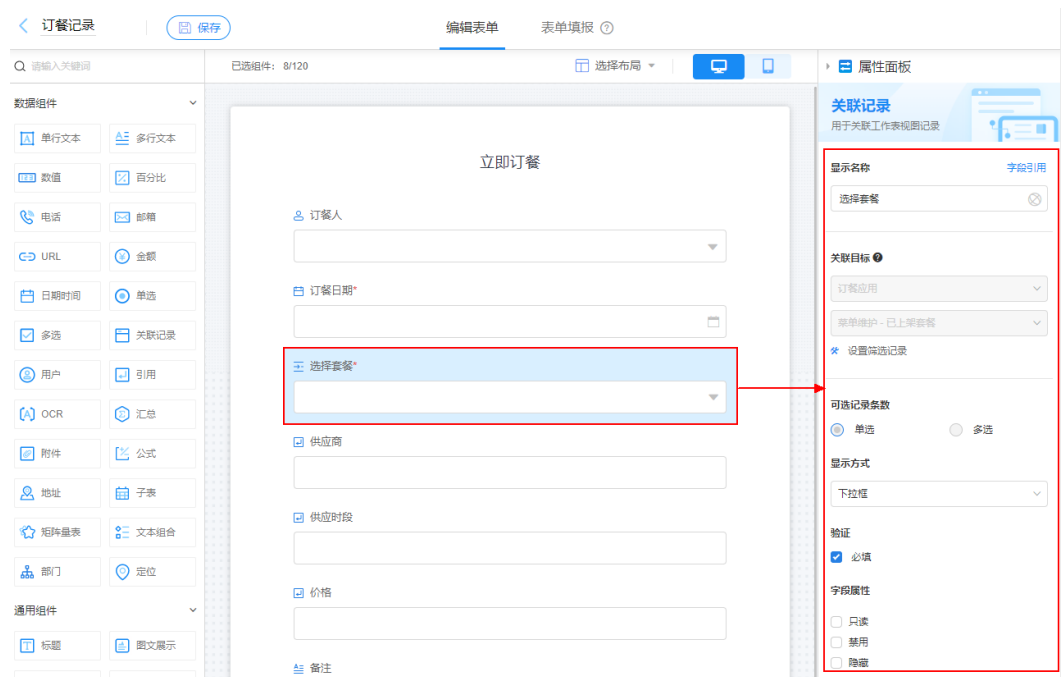 订餐记录
保存
编辑表单
表单填报
请输入关键词
已选组件: 8/120
选择布局
属性面板
数据组件
单行文本
多行文本
数值
百分比
电话
邮箱
URL
金额
日期时间
单选
多选
关联记录
用户
引用
OCR
汇总
附件
公式
地址
子表
矩阵量表
文本组合
部门
定位
通用组件
标题
图文展示
立即订餐
订餐人
订餐日期*
选择套餐*
供应商
供应时段
价格
备注
关联记录
用于关联工作表视图记录
显示名称
字段引用
选择套餐
关联目标
订餐应用
菜单维护 - 已上架套餐
设置筛选记录
可选记录条数
单选
多选
显示方式
下拉框
验证
必填
字段属性
只读
禁用
隐藏